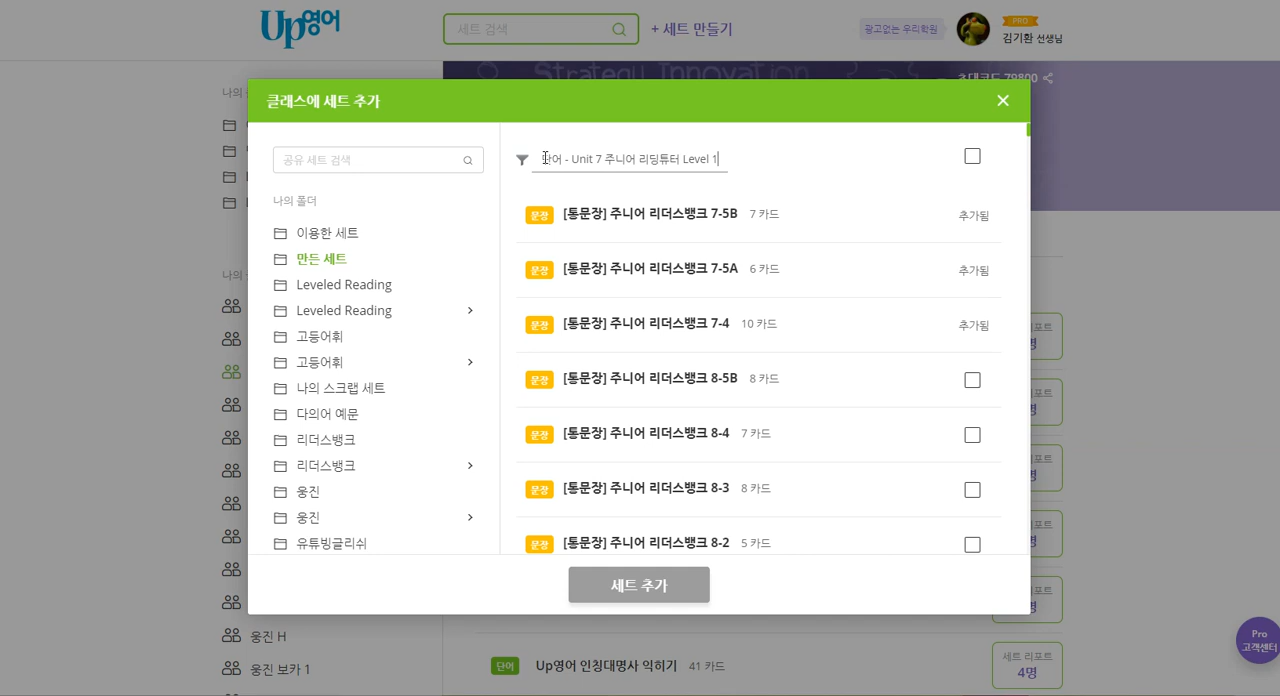 Up영어
세트 검색
+ 세트 만들기
광고없는 우리학원
PRO
김기환 선생님
Strategy Innovation
초대코드 79800
나의
클래스에 세트 추가
공유 세트 검색
나의 폴더
이용한 세트
만든 세트
Leveled Reading
Leveled Reading
고등어휘
고등어휘
나의 스크랩 세트
다의어 예문
리더스뱅크
리더스뱅크
웅진
웅진
유튜빙글리쉬
단어 - Unit 7 주니어 리딩튜터 Level 1
문장 [통문장] 주니어 리더스뱅크 7-5B 7 카드 추가됨
문장 [통문장] 주니어 리더스뱅크 7-5A 6 카드 추가됨
문장 [통문장] 주니어 리더스뱅크 7-4 10 카드 추가됨
문장 [통문장] 주니어 리더스뱅크 8-5B 8 카드
문장 [통문장] 주니어 리더스뱅크 8-4 7 카드
문장 [통문장] 주니어 리더스뱅크 8-3 8 카드
문장 [통문장] 주니어 리더스뱅크 8-2 5 카드
세트 추가
나의
웅진 H
웅진 보카 1
단어 Up영어 인칭대명사 익히기 41 카드
세트 리포트
4명
Pro
고객센터